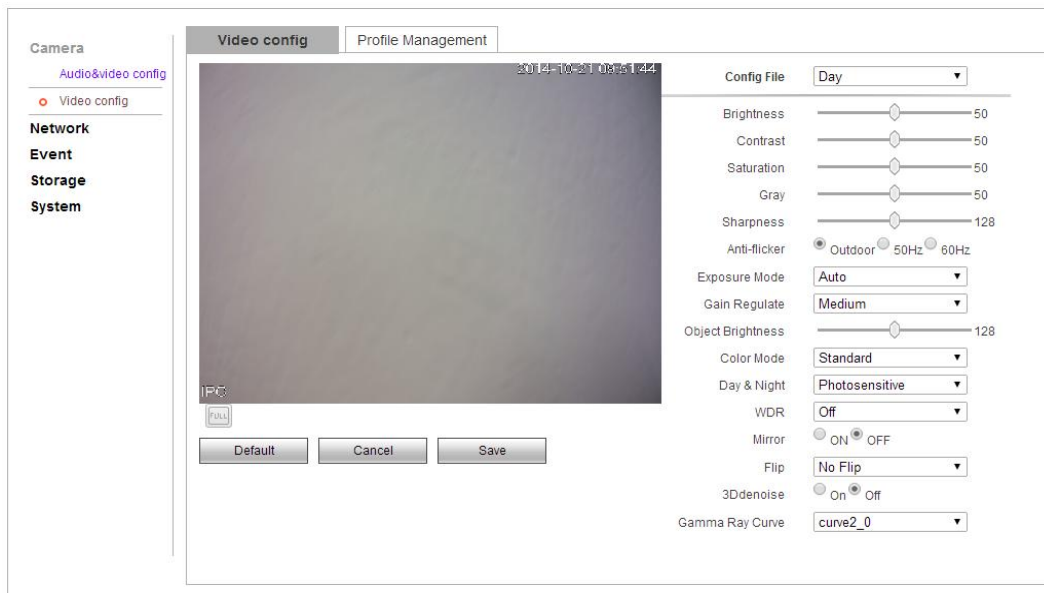 Camera
Audio&video config
Video config
Network
Event
Storage
System
Video config
Profile Management
2014-10-21 09:51:44
IPC
FULL
Default
Cancel
Save
Config File Day
Brightness 50
Contrast 50
Saturation 50
Gray 50
Sharpness 128
Anti-flicker Outdoor 50Hz 60Hz
Exposure Mode Auto
Gain Regulate Medium
Object Brightness 128
Color Mode Standard
Day & Night Photosensitive
WDR Off
Mirror ON OFF
Flip No Flip
3Ddenoise On Off
Gamma Ray Curve curve2_0